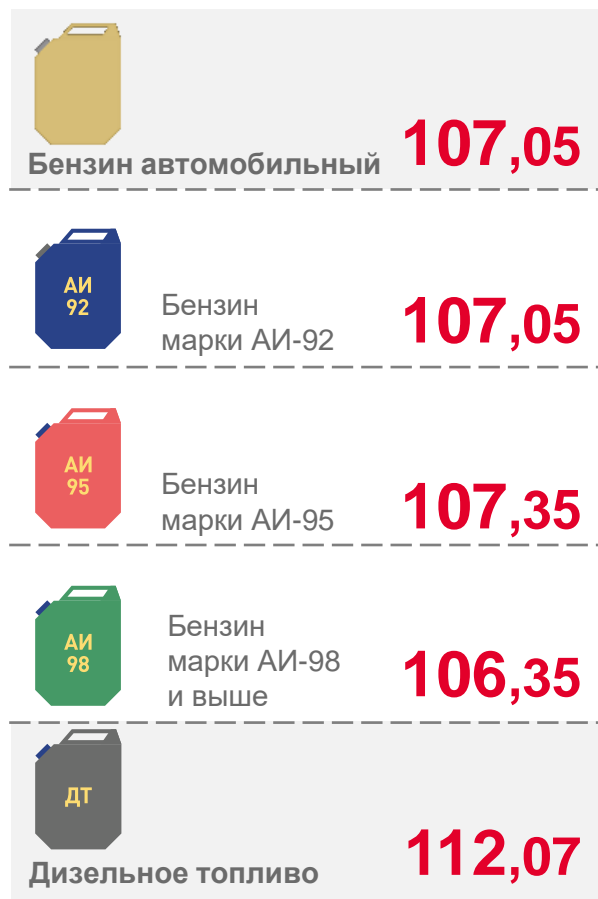 107,05
Бензин автомобильный
АИ
92
Бензин
марки АИ-92
107,05
АИ
95
Бензин
марки АИ-95
107,35
АИ
98
Бензин
марки АИ-98
и выше
106,35
ДТ
Дизельное топливо
112,07